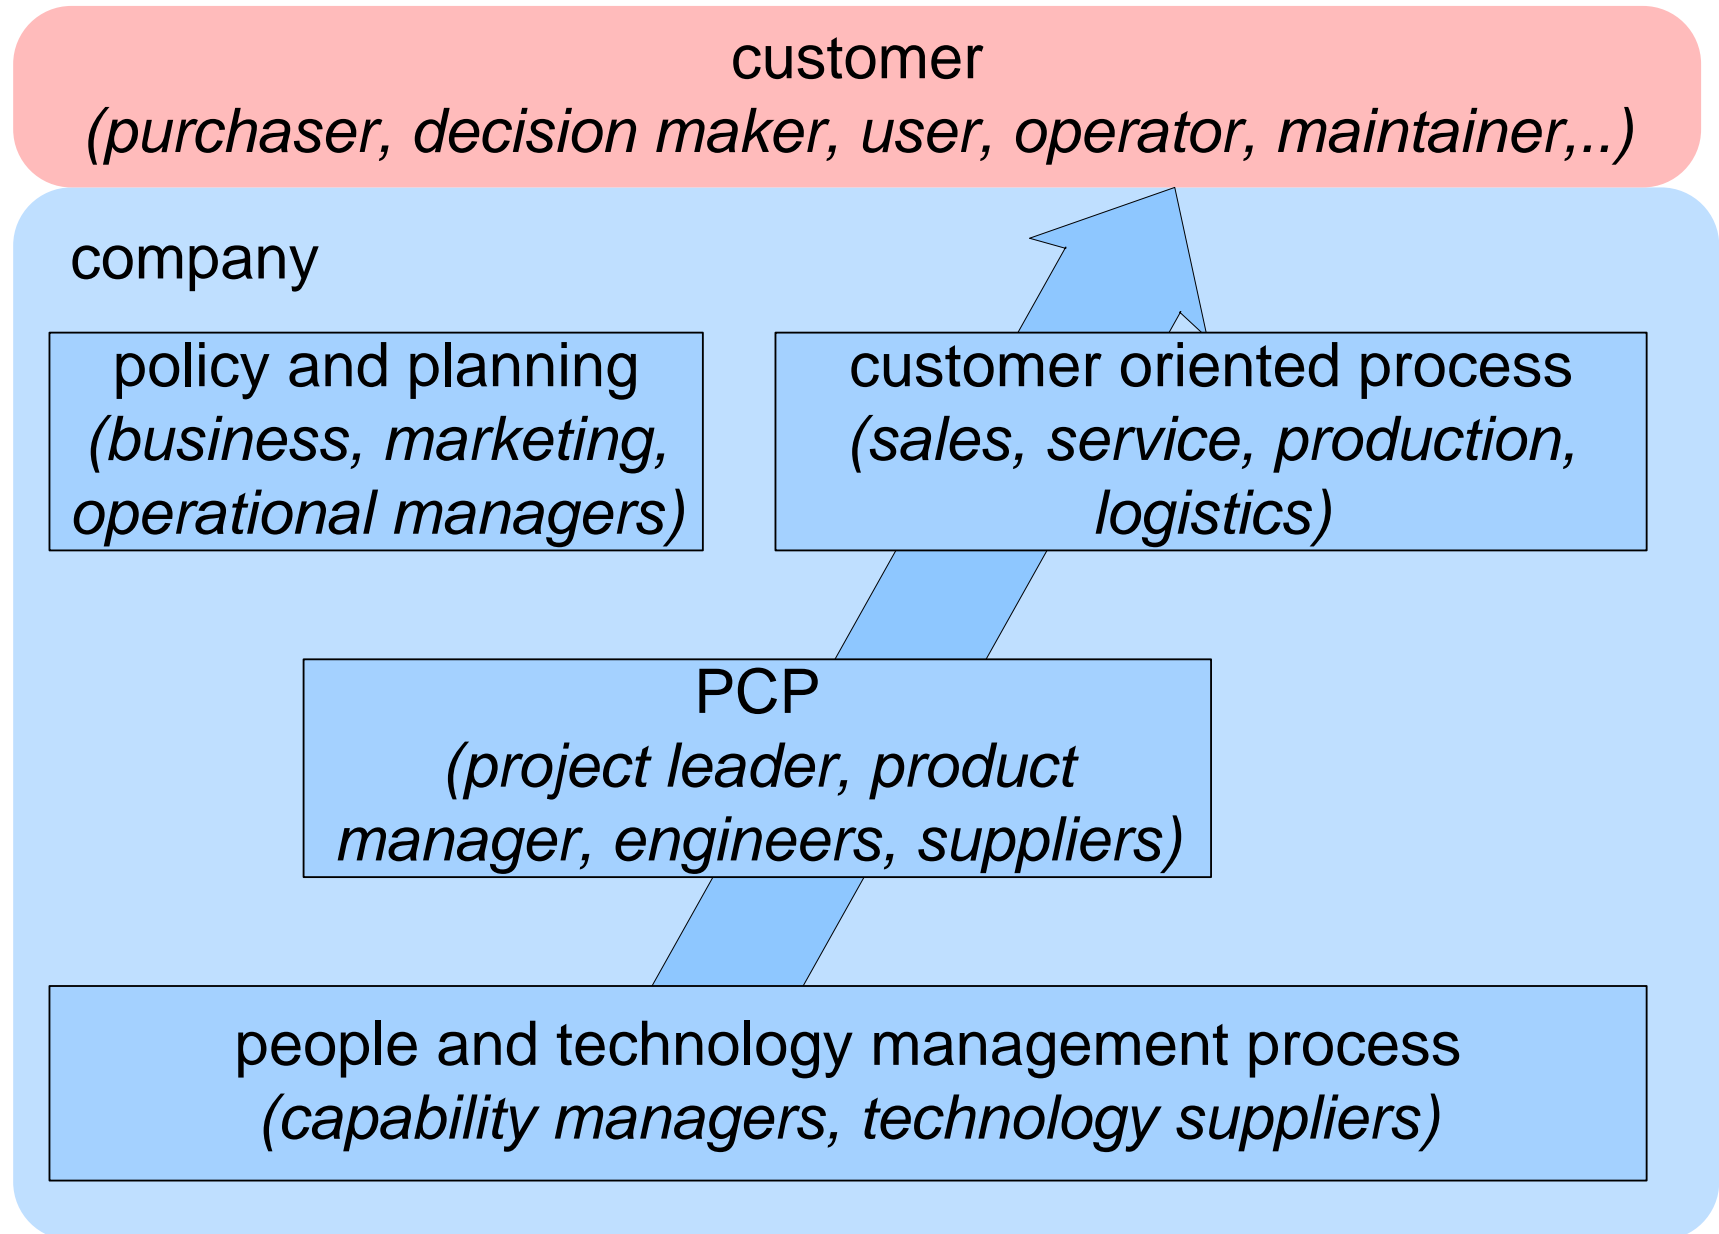 customer
(purchaser, decision maker, user, operator, maintainer,..)
company
policy and planning
(business, marketing,
operational managers)
customer oriented process
(sales, service, production,
logistics)
PCP
(project leader, product
manager, engineers, suppliers)
people and technology management process
(capability managers, technology suppliers)